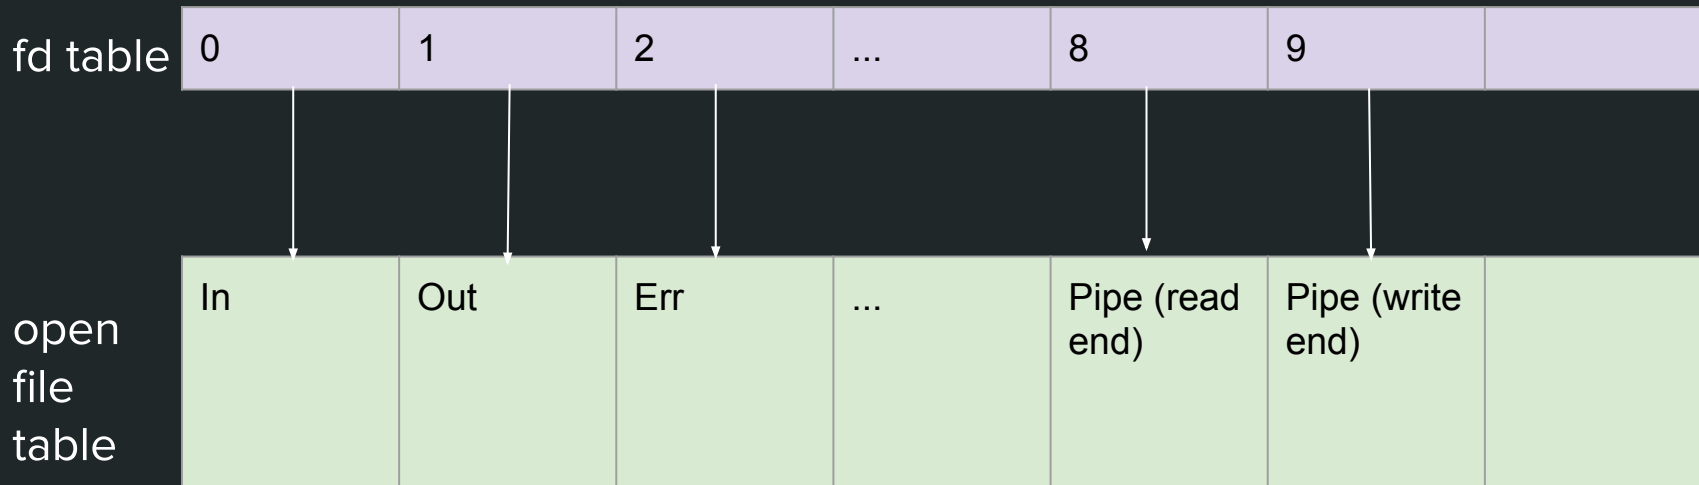 fd table
0
1
2
...
8
9
open
file
table
In
Out
Err
...
Pipe (read
end)
Pipe (write
end)